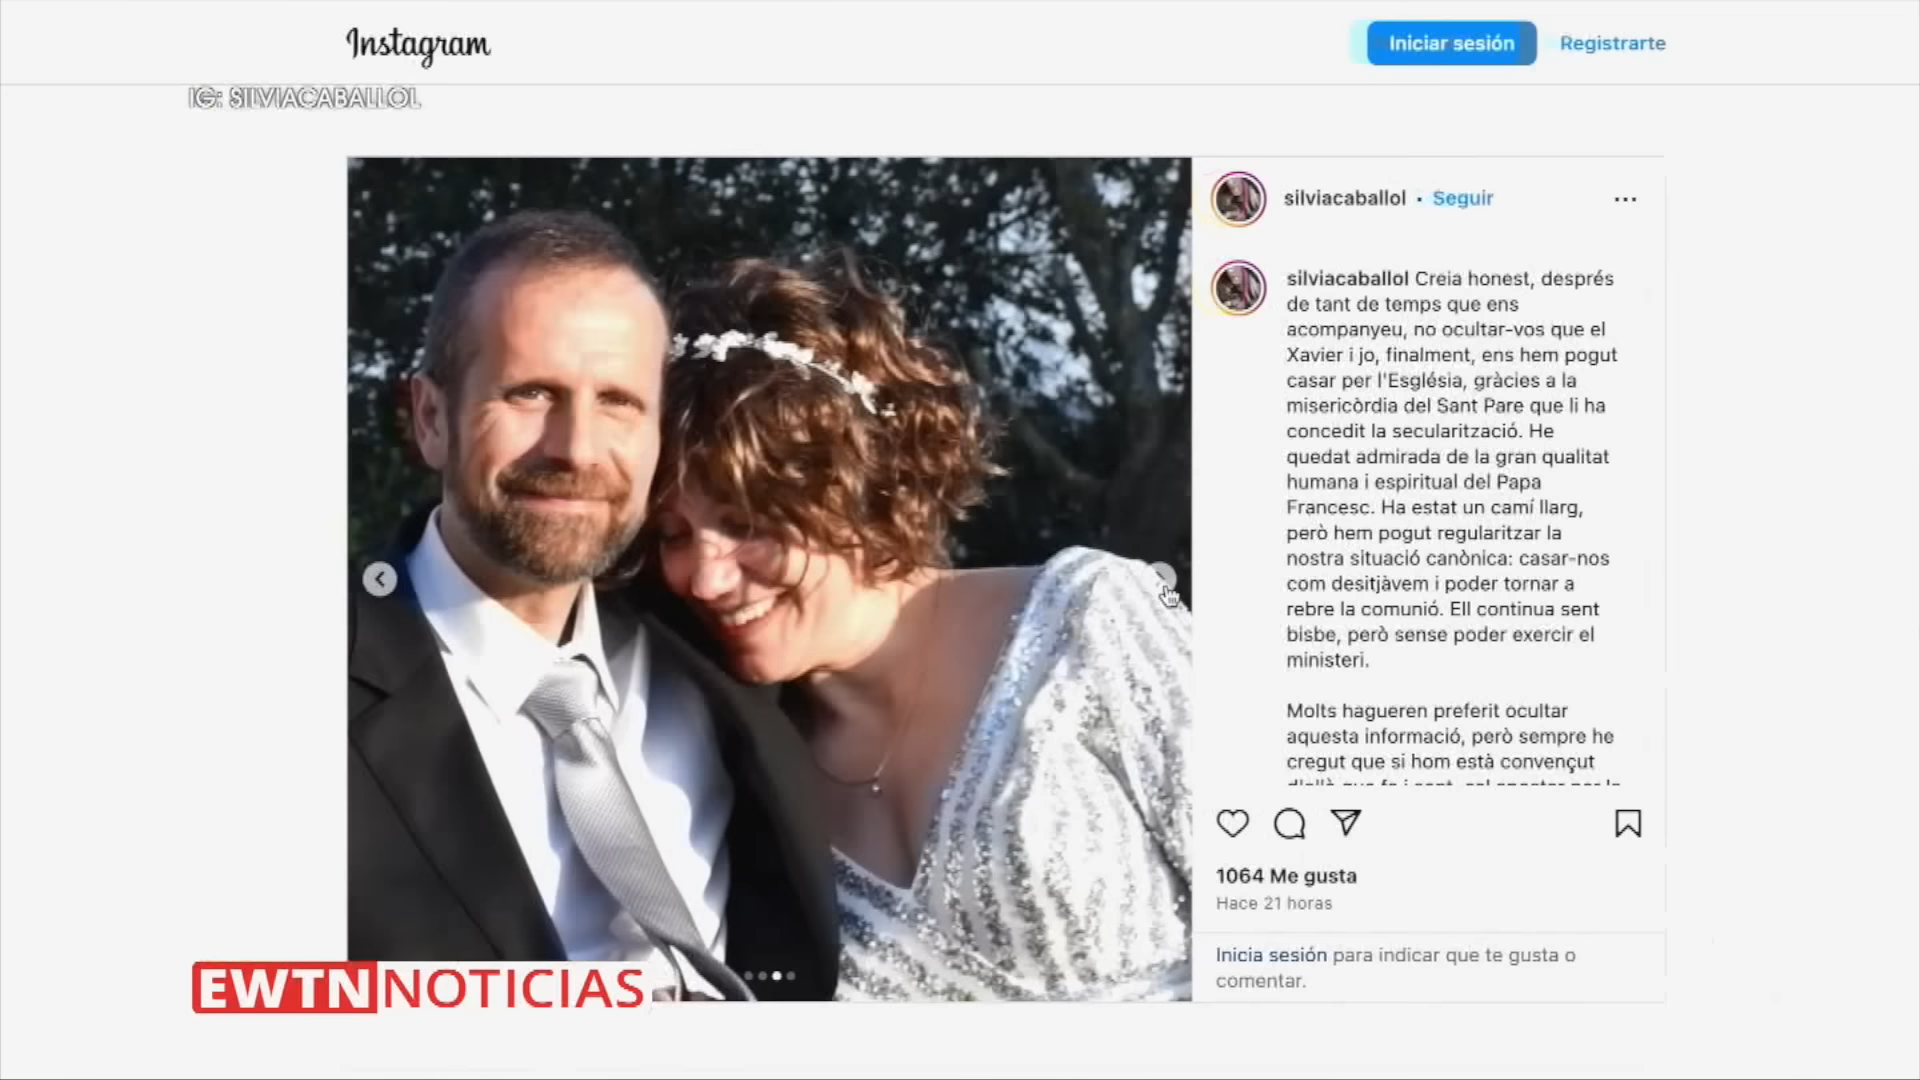 Instagram
Iniciar sesión
Registrarte
IG: SILVIACABALLOL
silviacaballol • Seguir
silviacaballol Creia honest, després
de tant de temps que ens
acompanyeu, no ocultar-vos que el
Xavier i jo, finalment, ens hem pogut
casar per l'Església, gràcies a la
misericòrdia del Sant Pare que li ha
concedit la secularització. He
quedat admirada de la gran qualitat
humana i espiritual del Papa
Francesc. Ha estat un camí llarg,
però hem pogut regularitzar la
nostra situació canònica: casar-nos
com desitjàvem i poder tornar a
rebre la comunió. Ell continua sent
bisbe, però sense poder exercir el
ministeri.
Molts hagueren preferit ocultar
aquesta informació, però sempre he
cregut que si hom està convençut
1064 Me gusta
Hace 21 horas
Inicia sesión para indicar que te gusta o
comentar.
EWTN NOTICIAS